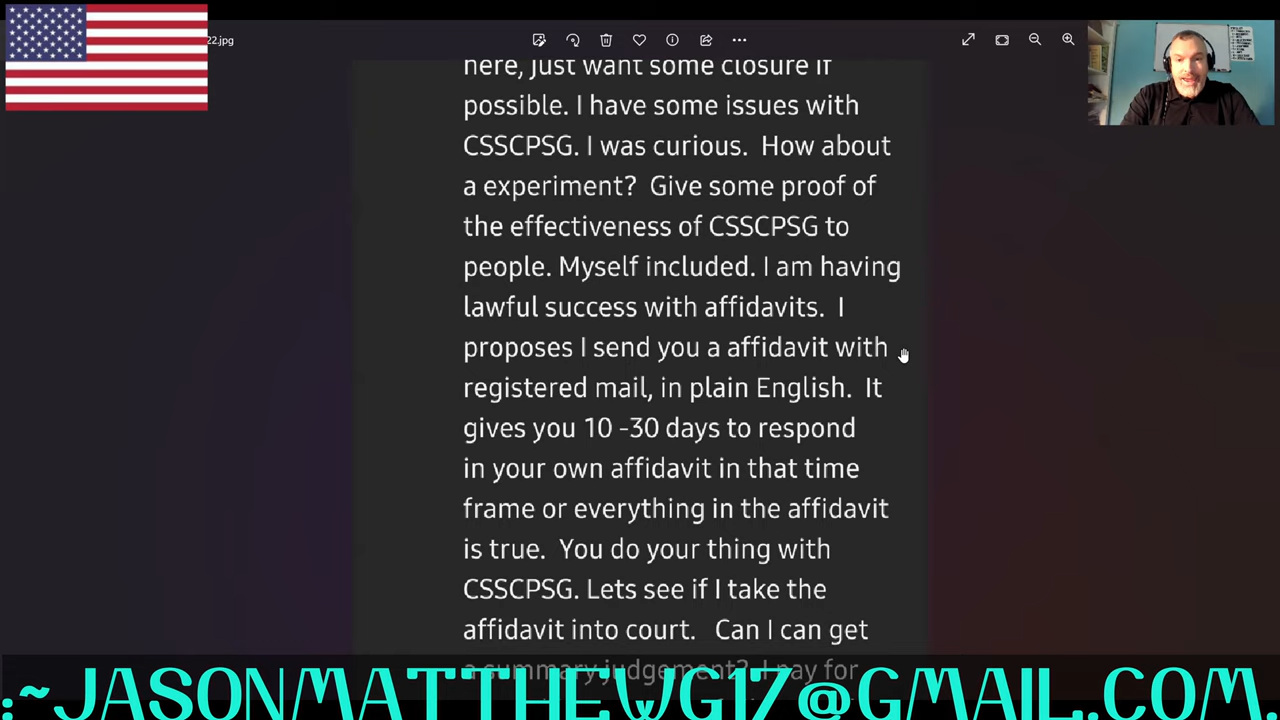 22.jpg
here, just want some closure if
possible. I have some issues with
CSSCPSG. I was curious.  How about
a experiment?  Give some proof of
the effectiveness of CSSCPSG to
people. Myself included. I am having
lawful success with affidavits.  I
proposes I send you a affidavit with
registered mail, in plain English.  It
gives you 10 -30 days to respond
in your own affidavit in that time
frame or everything in the affidavit
is true.  You do your thing with
CSSCPSG. Lets see if I take the
affidavit into court.   Can I can get
a summary judgement? I pay for
:~JASONMATTHEWG17@GMAIL.COM.